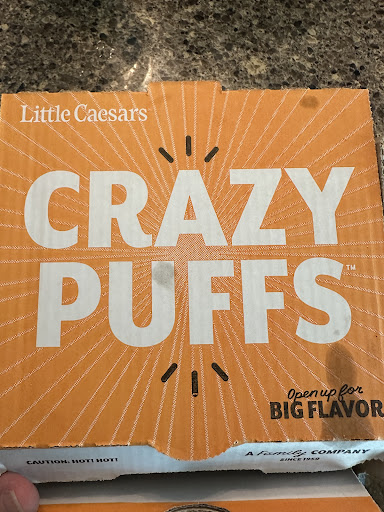 Little Caesars
CRAZY
PUFFS™
Open up for
BIG FLAVOR
CAUTION: HOT! HOT!
A Family COMPANY
SINCE 1959